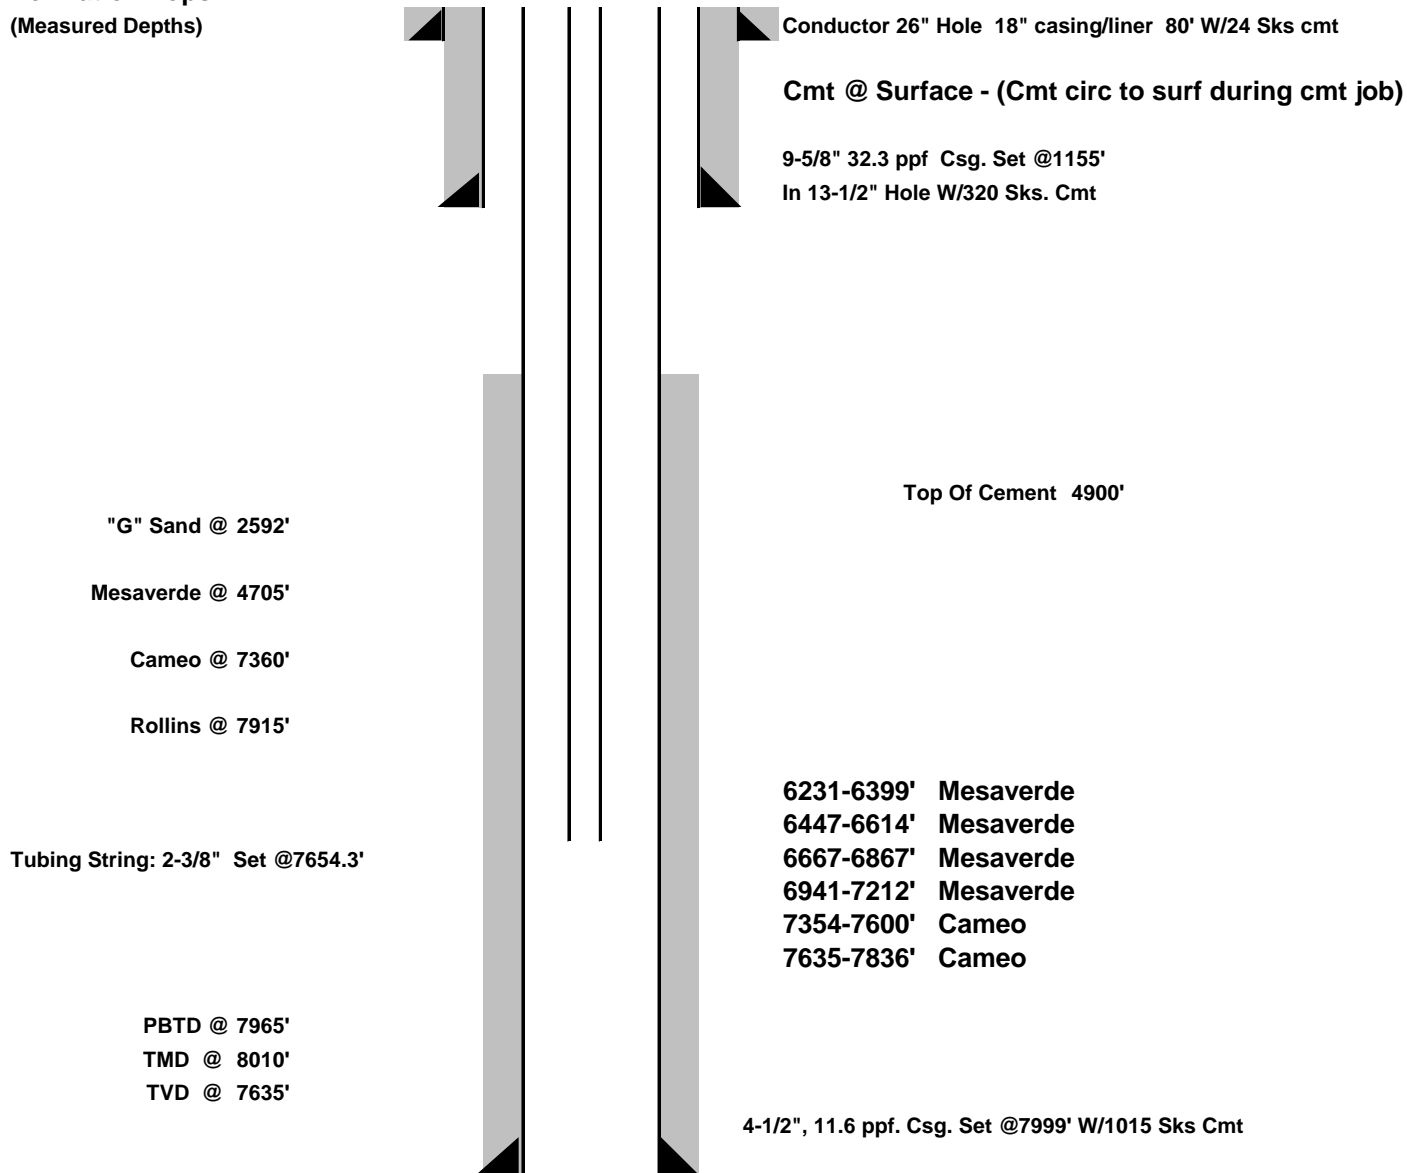 (Measured Depths)
Conductor 26" Hole 18" casing/liner 80' W/24 Sks cmt
Cmt @ Surface - (Cmt circ to surf during cmt job)
9-5/8" 32.3 ppf Csg. Set @1155'
In 13-1/2" Hole W/320 Sks. Cmt
Top Of Cement 4900'
"G" Sand @ 2592'
Mesaverde @ 4705'
Cameo @ 7360'
Rollins @ 7915'
6231-6399' Mesaverde
6447-6614' Mesaverde
6667-6867' Mesaverde
6941-7212' Mesaverde
7354-7600' Cameo
7635-7836' Cameo
Tubing String: 2-3/8" Set @7654.3'
PBTD @ 7965'
TMD @ 8010'
TVD @ 7635'
4-1/2", 11.6 ppf. Csg. Set @7999' W/1015 Sks Cmt